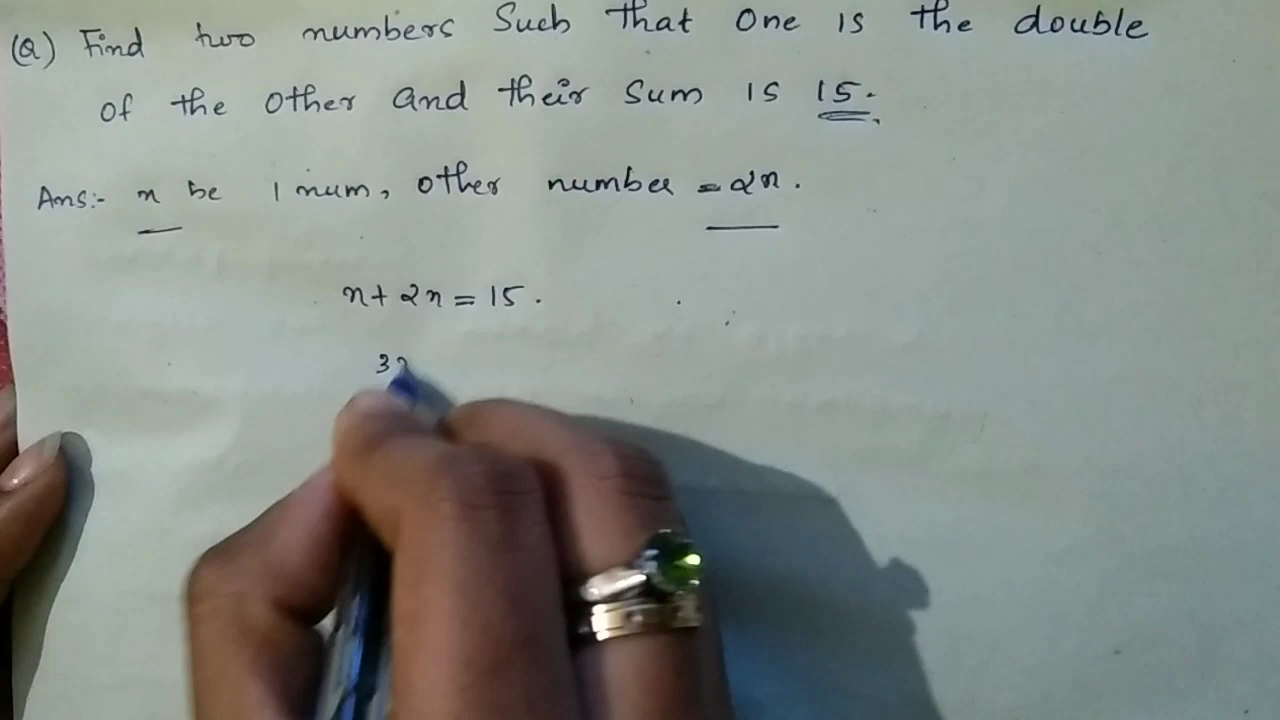 (Q) Find two numbers Such that One is the double
of the Other and their Sum is 15.
Ans:- x be 1 num, other number = 2x.
x + 2x = 15.
3